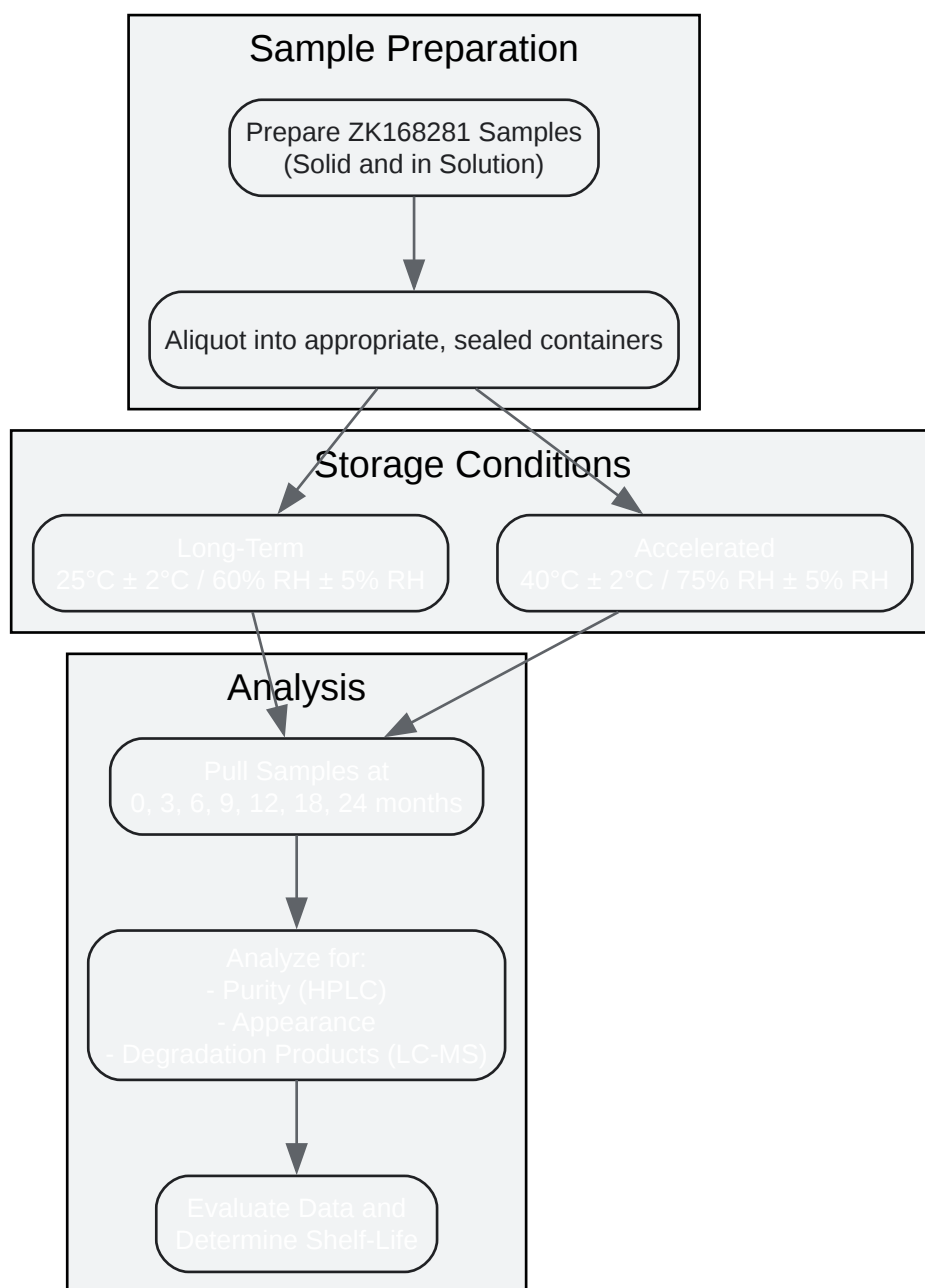 Sample Preparation
Prepare ZK168281 Samples
(Solid and in Solution)
Aliquot into appropriate, sealed containers
Storage Conditions
Long-Term
25°C ± 2°C / 60% RH ± 5% RH
Accelerated
40°C ± 2°C / 75% RH ± 5% RH
Analysis
Pull Samples at
0, 3, 6, 9, 12, 18, 24 months
Analyze for:
- Purity (HPLC)
- Appearance
- Degradation Products (LC-MS)
Evaluate Data and
Determine Shelf-Life